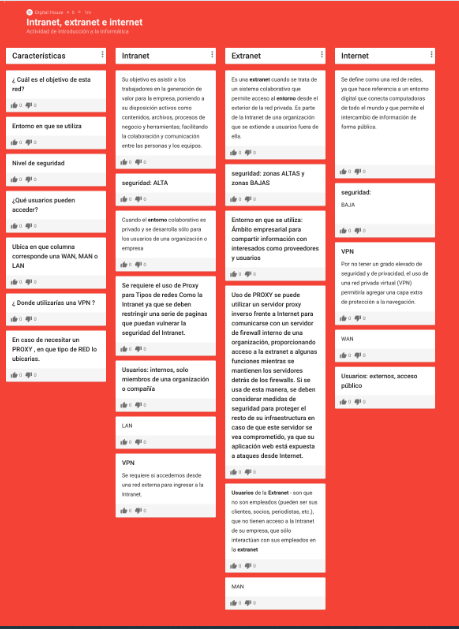 Digital House • 6 • 1m
Intranet, extranet e internet
Actividad de introducción a la informática
Características
¿ Cuál es el objetivo de esta
red?
0 0
Entorno en que se utiliza
0 0
Nivel de seguridad
0 0
¿Qué usuarios pueden
acceder?
0 0
Ubica en que columna
corresponde una WAN, MAN o
LAN
0 0
¿ Donde utilizarías una VPN ?
0 0
En caso de necesitar un
PROXY , en que tipo de RED lo
ubicarias.
0 0
Intranet
Su objetivo es asistir a los
trabajadores en la generación de
valor para la empresa, poniendo a
su disposición activos como
contenidos, archivos, procesos de
negocio y herramientas; facilitando
la colaboración y comunicación
entre las personas y los equipos.
0 0
seguridad: ALTA
0 0
Cuando el entorno colaborativo es
privado y se desarrolla sólo para
los usuarios de una organización o
empresa
0 0
Se requiere el uso de Proxy
para Tipos de redes Como la
Intranet ya que se deben
restringir una serie de paginas
que puedan vulnerar la
seguridad del Intranet.
0 0
Usuarios: internos, solo
miembros de una organización
o compañía
0 0
LAN
0 0
VPN
Se requiere si accedemos desde
una red externa para ingresar a la
Intranet.
0 0
Extranet
Es una extranet cuando se trata de
un sistema colaborativo que
permite acceso al entorno desde el
exterior de la red privada. Es parte
de la Intranet de una organización
que se extiende a usuarios fuera de
ella.
0 0
seguridad: zonas ALTAS y
zonas BAJAS
0 0
Entorno en que se utiliza:
Ámbito empresarial para
compartir información con
interesados como proveedores
y usuarios
0 0
Uso de PROXY se puede
utilizar un servidor proxy
inverso frente a Internet para
comunicarse con un servidor
de firewall interno de una
organización, proporcionando
acceso a la extranet a algunas
funciones mientras se
mantienen los servidores
detrás de los firewalls. Si se
usa de esta manera, se deben
considerar medidas de
seguridad para proteger el
resto de su infraestructura en
caso de que este servidor se
vea comprometido, ya que su
aplicación web está expuesta
a ataques desde Internet.
0 0
Usuarios de la Extranet - son que
no son empleados (pueden ser sus
clientes, socios, periodistas, etc.),
que no tienen acceso a la Intranet
de su empresa, que sólo
interactúan con sus empleados en
la extranet
0 0
MAN
0 0
Internet
Se define como una red de redes,
ya que hace referencia a un entorno
digital que conecta computadoras
de todo el mundo y que permite el
intercambio de información de
forma pública.
0 0
seguridad:
BAJA
0 0
VPN
Por no tener un grado elevado de
seguridad y de privacidad, el uso de
una red privada virtual (VPN)
permitiría agregar una capa extra
de protección a la navegación.
0 0
WAN
0 0
Usuarios: externos, acceso
público
0 0